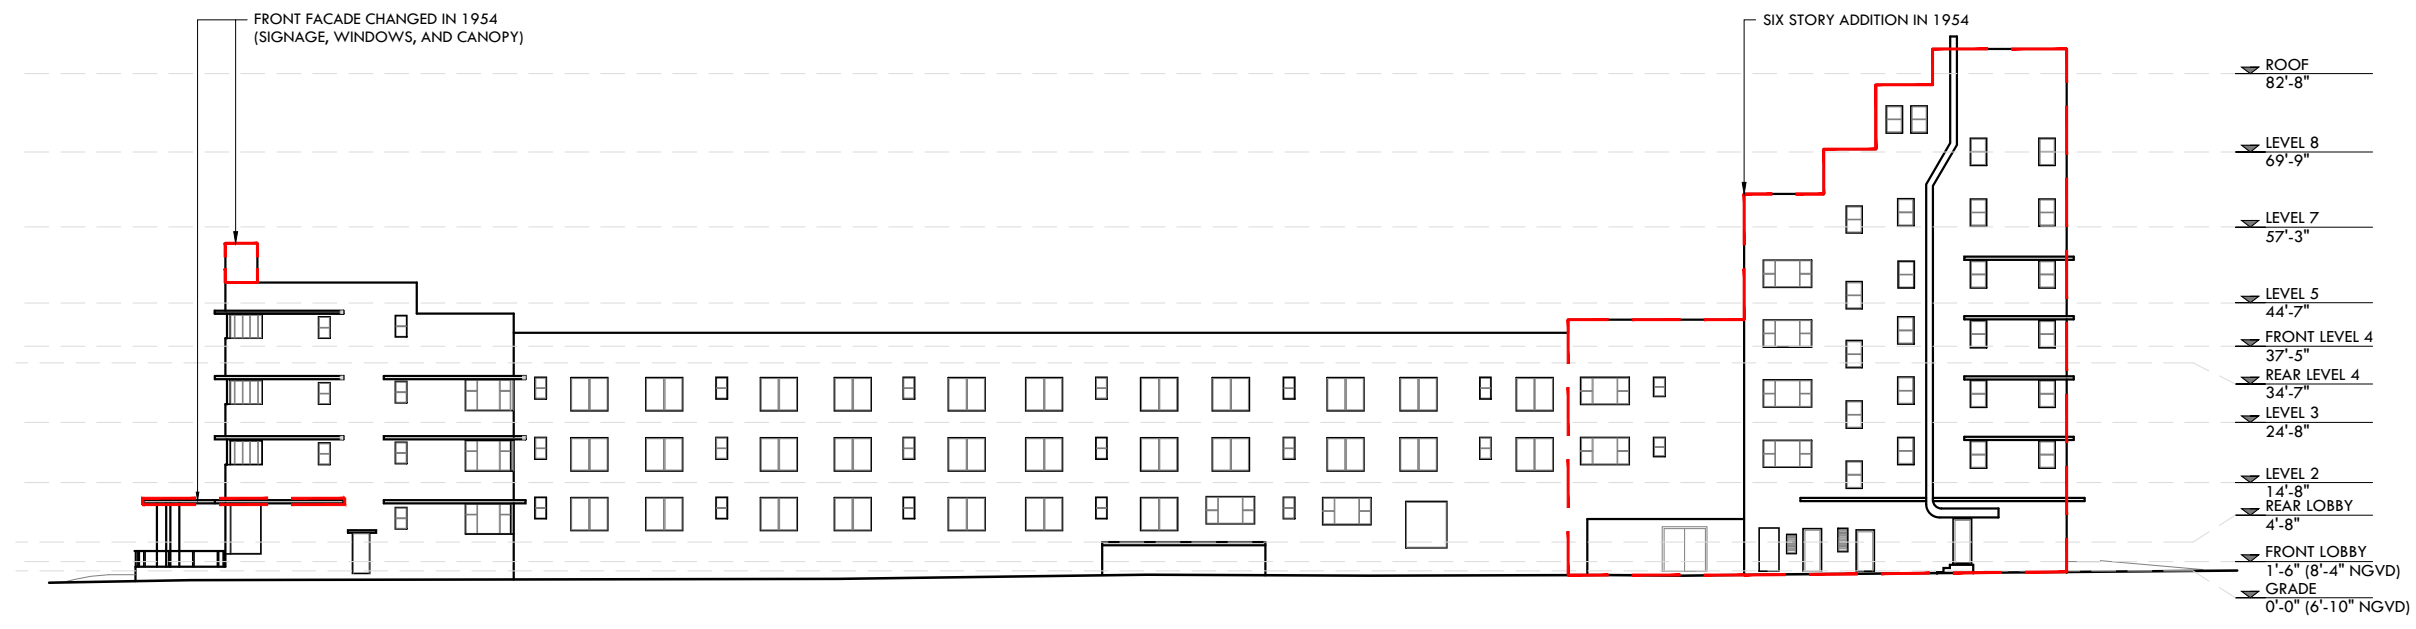 FRONT FACADE CHANGED IN 1954
(SIGNAGE, WINDOWS, AND CANOPY)
SIX STORY ADDITION IN 1954
ROOF
82'-8"
LEVEL 8
69'-9"
LEVEL 7
57'-3"
LEVEL 5
44'-7"
FRONT LEVEL 4
37'-5"
REAR LEVEL 4
34'-7"
LEVEL 3
24'-8"
LEVEL 2
14'-8"
REAR LOBBY
4'-8"
FRONT LOBBY
1'-6" (8'-4" NGVD)
GRADE
0'-0" (6'-10" NGVD)